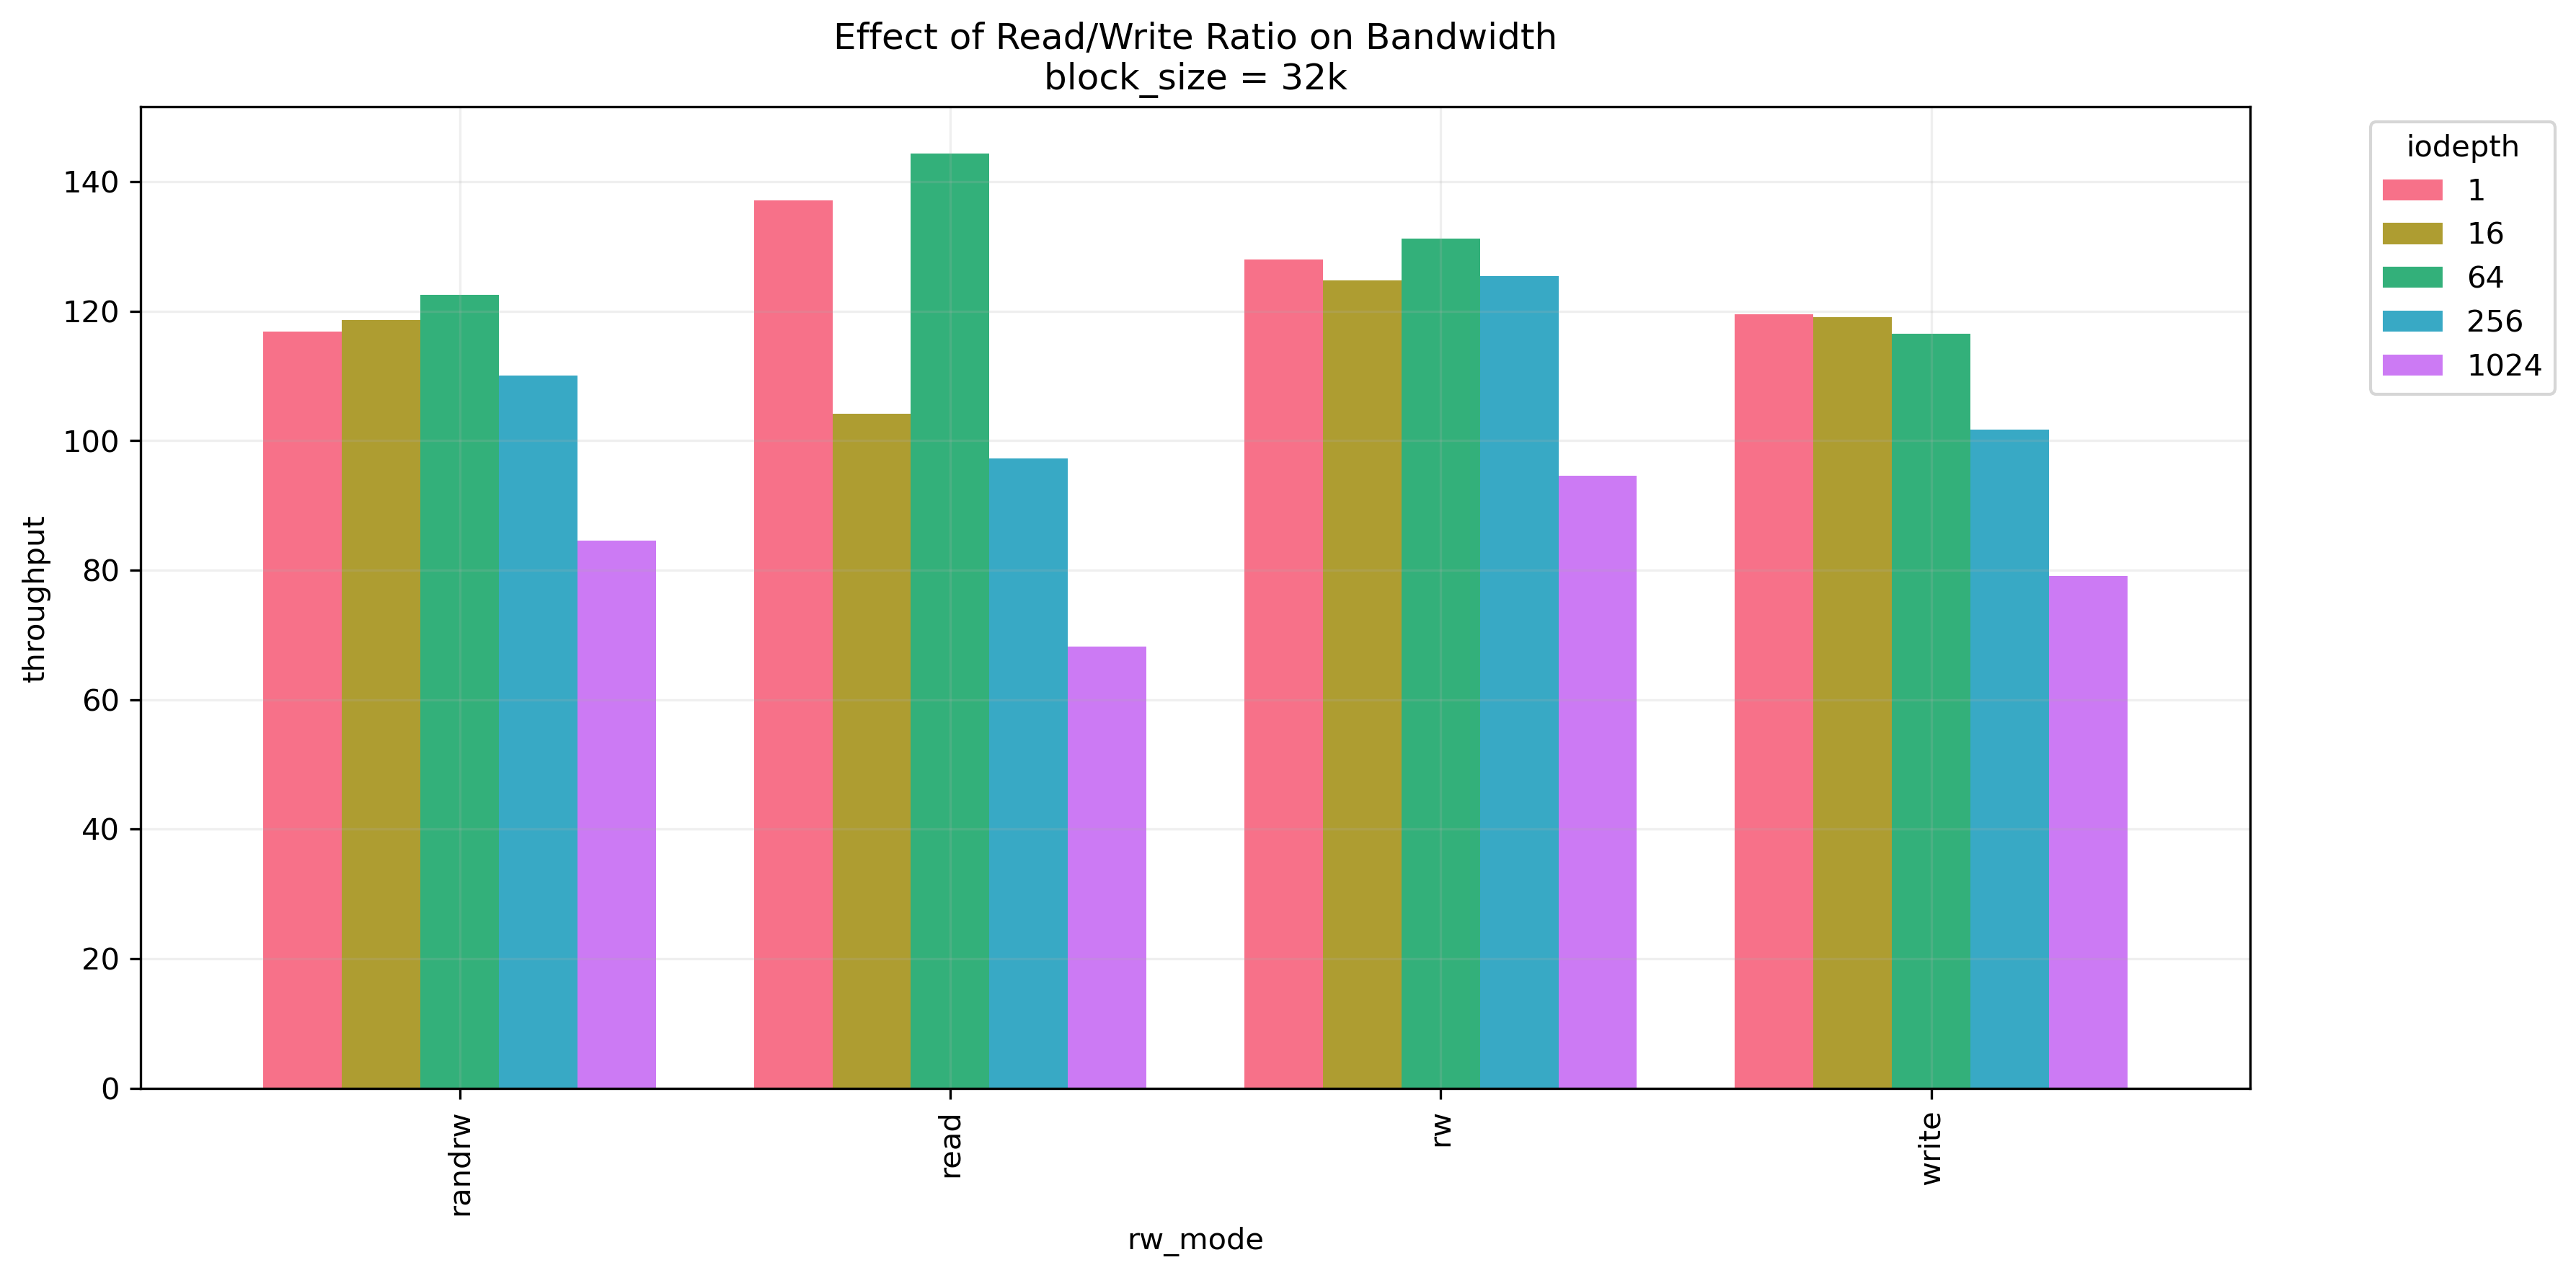 Effect of Read/Write Ratio on Bandwidth
block_size = 32k
throughput
140
120
100
80
60
40
20
0
randrw
read
rw
write
rw_mode
iodepth
1
16
64
256
1024